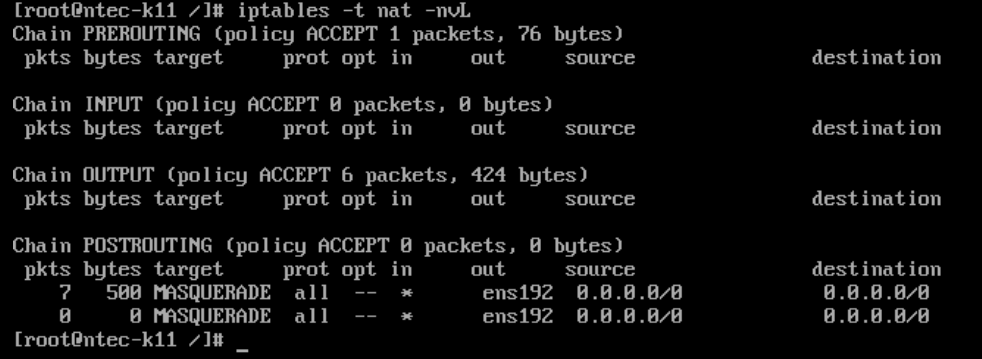 [root@ntec-k11 /]# iptables -t nat -nvL
Chain PREROUTING (policy ACCEPT 1 packets, 76 bytes)
 pkts bytes target     prot opt in     out     source               destination

Chain INPUT (policy ACCEPT 0 packets, 0 bytes)
 pkts bytes target     prot opt in     out     source               destination

Chain OUTPUT (policy ACCEPT 6 packets, 424 bytes)
 pkts bytes target     prot opt in     out     source               destination

Chain POSTROUTING (policy ACCEPT 0 packets, 0 bytes)
 pkts bytes target     prot opt in     out     source               destination
    7   500 MASQUERADE  all  --  *      ens192  0.0.0.0/0            0.0.0.0/0
    0     0 MASQUERADE  all  --  *      ens192  0.0.0.0/0            0.0.0.0/0
[root@ntec-k11 /]# _